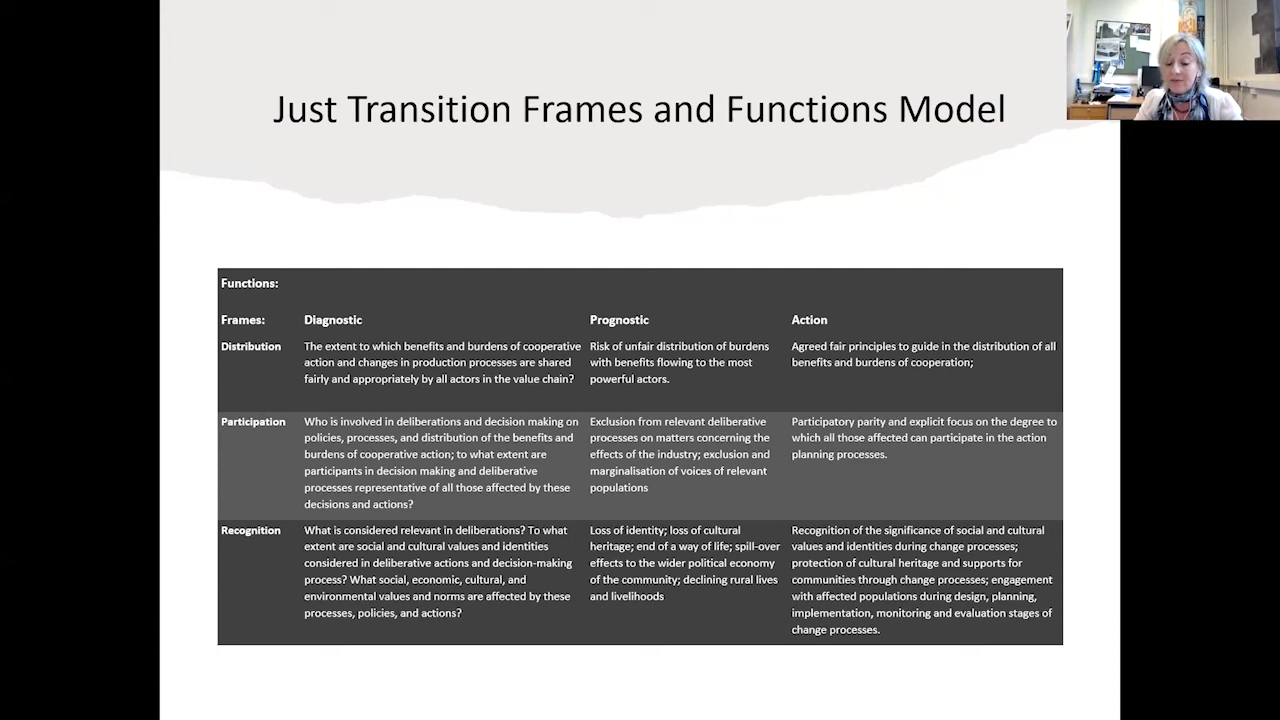 Just Transition Frames and Functions Model
Functions:
Frames: Diagnostic Prognostic Action
Distribution
The extent to which benefits and burdens of cooperative
action and changes in production processes are shared
fairly and appropriately by all actors in the value chain?
Risk of unfair distribution of burdens
with benefits flowing to the most
powerful actors.
Agreed fair principles to guide in the distribution of all
benefits and burdens of cooperation;
Participation
Who is involved in deliberations and decision making on
policies, processes, and distribution of the benefits and
burdens of cooperative action; to what extent are
participants in decision making and deliberative
processes representative of all those affected by these
decisions and actions?
Exclusion from relevant deliberative
processes on matters concerning the
effects of the industry; exclusion and
marginalisation of voices of relevant
populations
Participatory parity and explicit focus on the degree to
which all those affected can participate in the action
planning processes.
Recognition
What is considered relevant in deliberations? To what
extent are social and cultural values and identities
considered in deliberative actions and decision-making
process? What social, economic, cultural, and
environmental values and norms are affected by these
processes, policies, and actions?
Loss of identity; loss of cultural
heritage; end of a way of life; spill-over
effects to the wider political economy
of the community; declining rural lives
and livelihoods
Recognition of the significance of social and cultural
values and identities during change processes;
protection of cultural heritage and supports for
communities through change processes; engagement
with affected populations during design, planning,
implementation, monitoring and evaluation stages of
change processes.